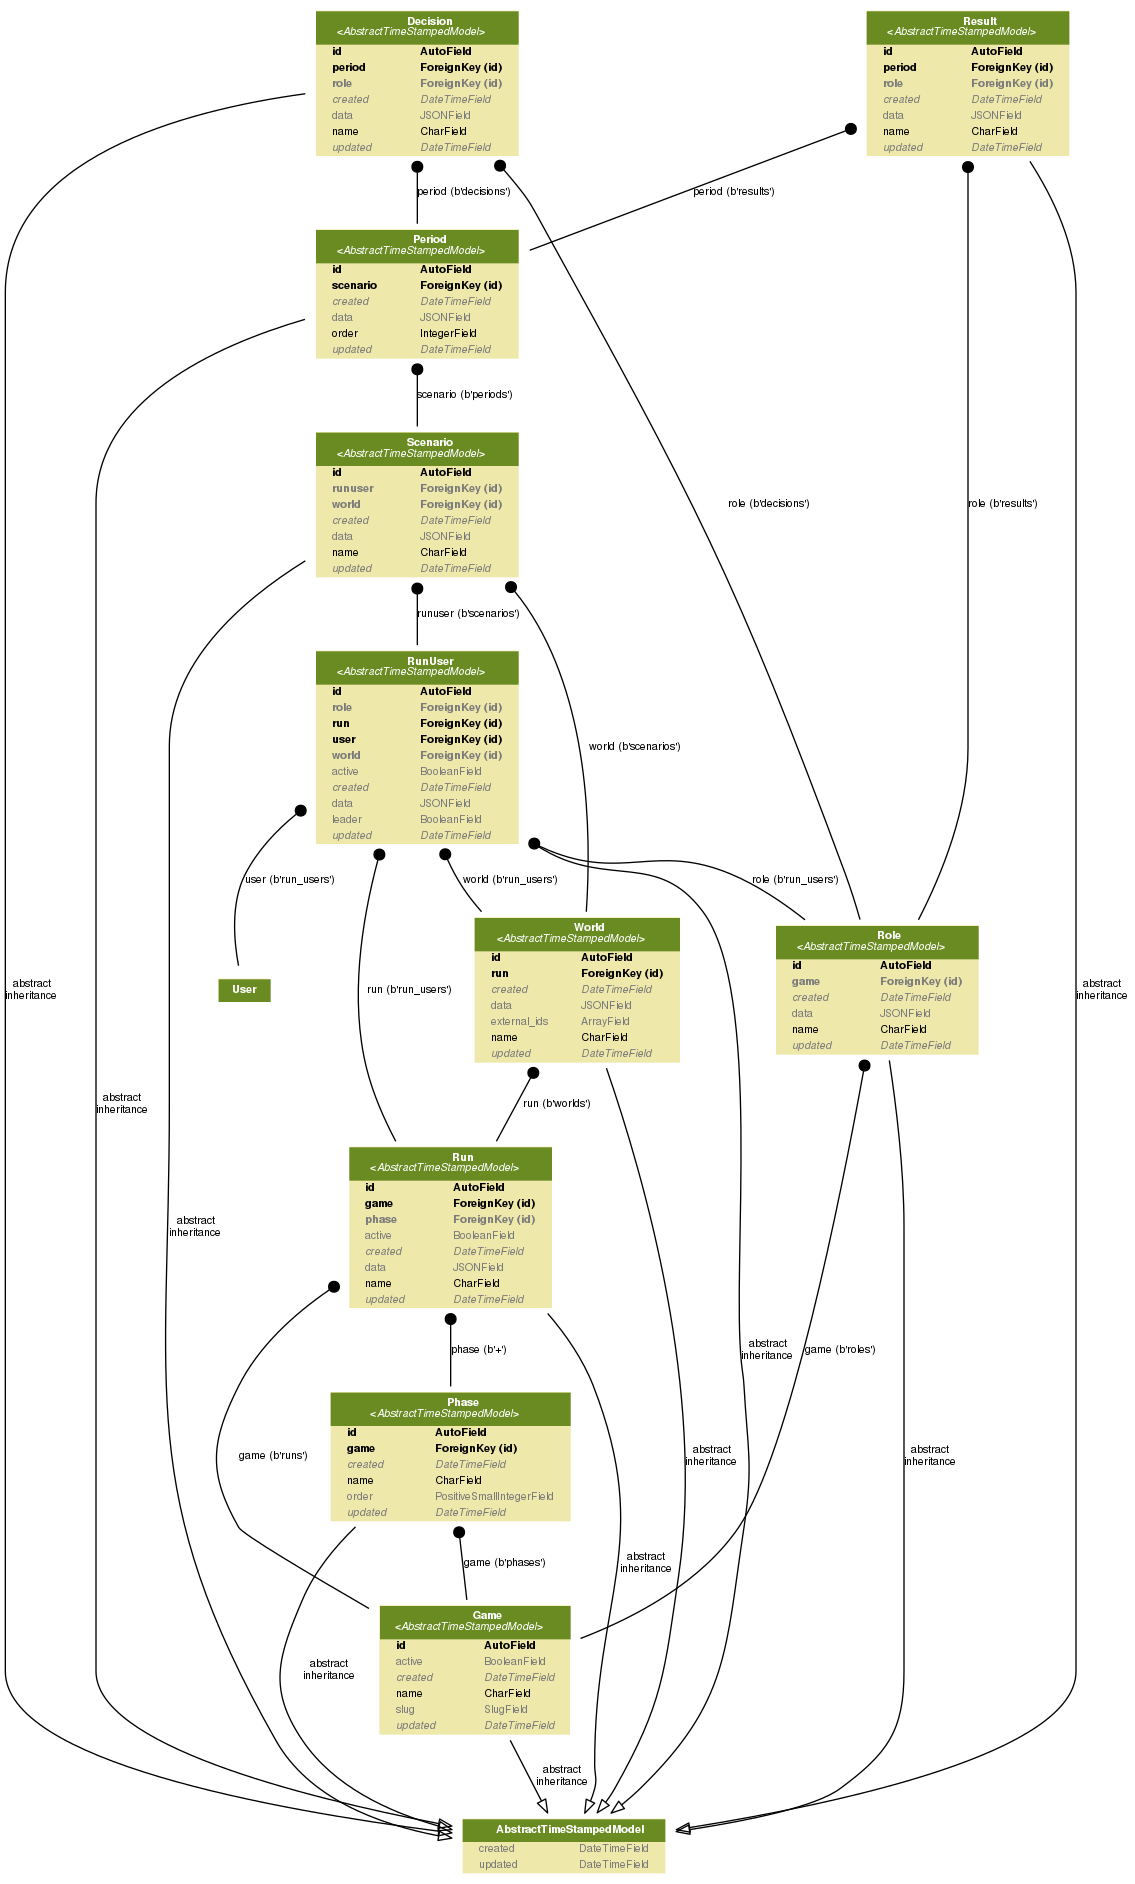 Decision
<AbstractTimeStampedModel>
id AutoField
period ForeignKey (id)
role ForeignKey (id)
created DateTimeField
data JSONField
name CharField
updated DateTimeField
Result
<AbstractTimeStampedModel>
id AutoField
period ForeignKey (id)
role ForeignKey (id)
created DateTimeField
data JSONField
name CharField
updated DateTimeField
period (b'decisions')
period (b'results')
Period
<AbstractTimeStampedModel>
id AutoField
scenario ForeignKey (id)
created DateTimeField
data JSONField
order IntegerField
updated DateTimeField
scenario (b'periods')
Scenario
<AbstractTimeStampedModel>
id AutoField
runuser ForeignKey (id)
world ForeignKey (id)
created DateTimeField
data JSONField
name CharField
updated DateTimeField
role (b'decisions')
role (b'results')
runuser (b'scenarios')
RunUser
<AbstractTimeStampedModel>
id AutoField
role ForeignKey (id)
run ForeignKey (id)
user ForeignKey (id)
world ForeignKey (id)
active BooleanField
created DateTimeField
data JSONField
leader BooleanField
updated DateTimeField
world (b'scenarios')
user (b'run_users')
world (b'run_users')
role (b'run_users')
abstract
inheritance
User
run (b'run_users')
World
<AbstractTimeStampedModel>
id AutoField
run ForeignKey (id)
created DateTimeField
data JSONField
external_ids ArrayField
name CharField
updated DateTimeField
Role
<AbstractTimeStampedModel>
id AutoField
game ForeignKey (id)
created DateTimeField
data JSONField
name CharField
updated DateTimeField
abstract
inheritance
abstract
inheritance
run (b'worlds')
Run
<AbstractTimeStampedModel>
id AutoField
game ForeignKey (id)
phase ForeignKey (id)
active BooleanField
created DateTimeField
data JSONField
name CharField
updated DateTimeField
abstract
inheritance
phase (b'+')
abstract
inheritance
game (b'roles')
Phase
<AbstractTimeStampedModel>
id AutoField
game ForeignKey (id)
created DateTimeField
name CharField
order PositiveSmallIntegerField
updated DateTimeField
game (b'runs')
abstract
inheritance
abstract
inheritance
game (b'phases')
abstract
inheritance
Game
<AbstractTimeStampedModel>
id AutoField
active BooleanField
created DateTimeField
name CharField
slug SlugField
updated DateTimeField
abstract
inheritance
abstract
inheritance
AbstractTimeStampedModel
created DateTimeField
updated DateTimeField